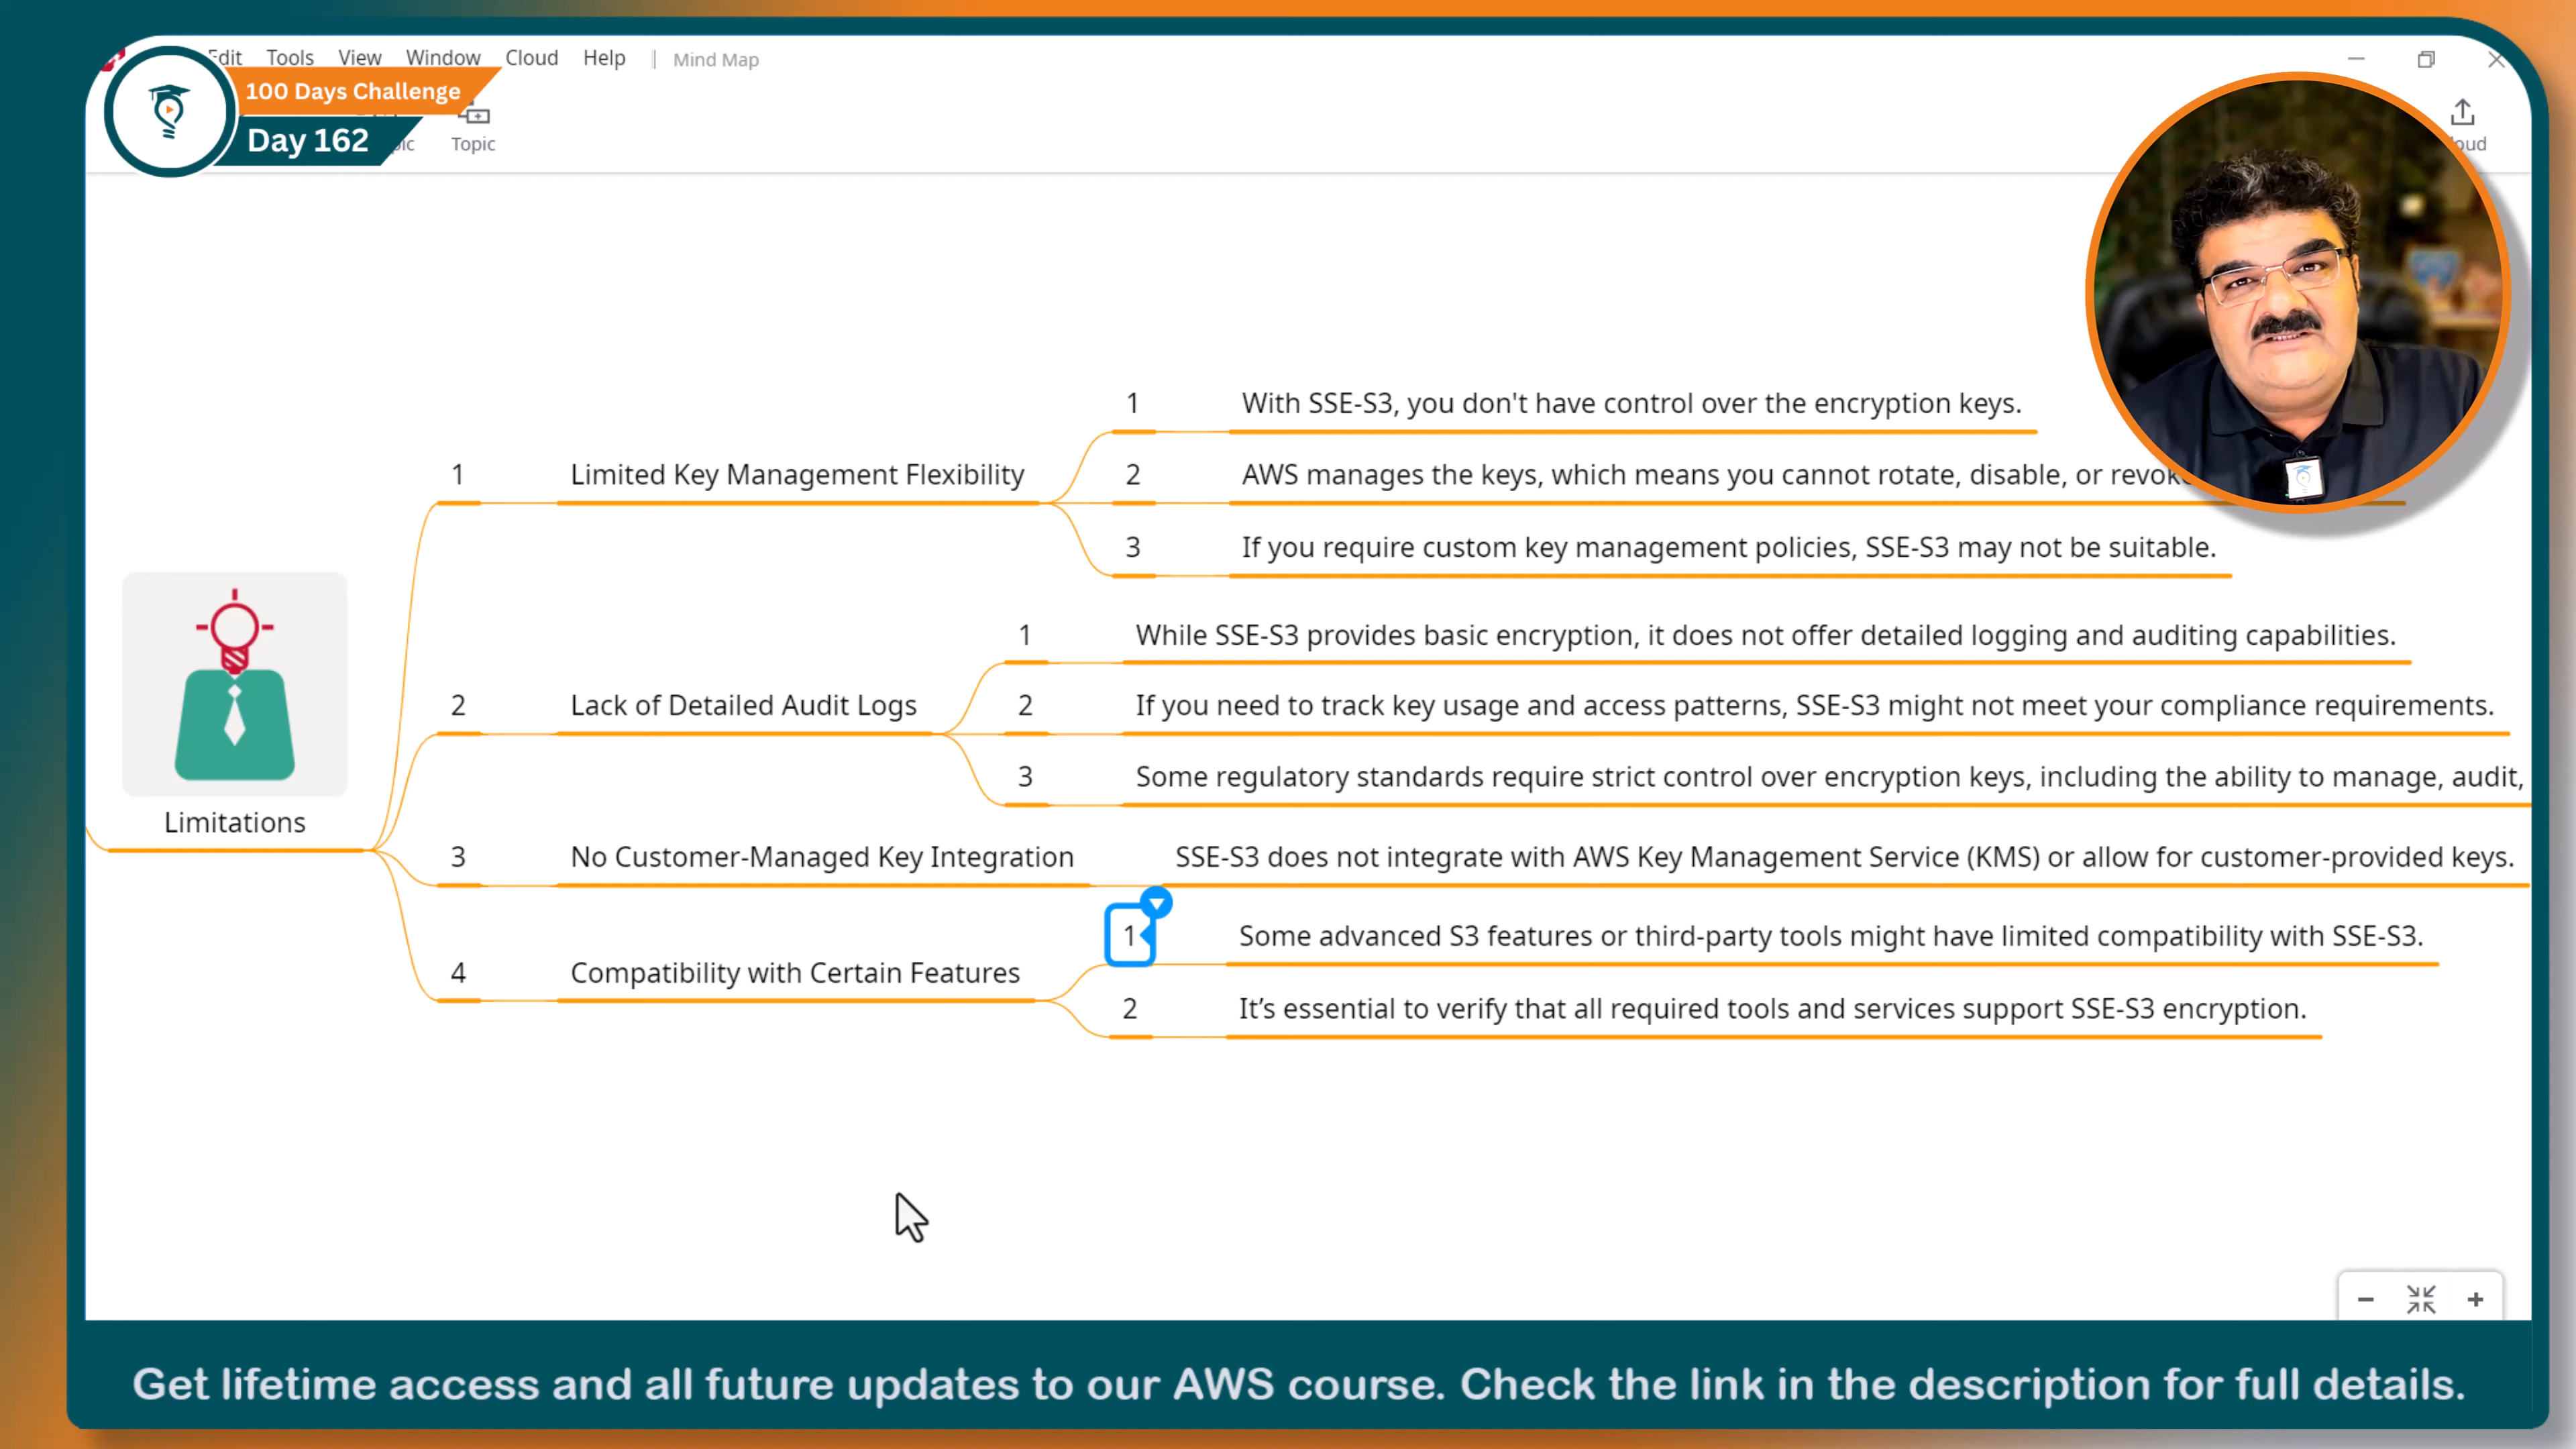 Edit Tools View Window Cloud Help | Mind Map
100 Days Challenge
Day 162
Topic
1 With SSE-S3, you don't have control over the encryption keys.
1 Limited Key Management Flexibility
2 AWS manages the keys, which means you cannot rotate, disable, or
3 If you require custom key management policies, SSE-S3 may not be suitable.
1 While SSE-S3 provides basic encryption, it does not offer detailed logging and auditing capabilities.
2 Lack of Detailed Audit Logs
2 If you need to track key usage and access patterns, SSE-S3 might not meet your compliance requirements.
3 Some regulatory standards require strict control over encryption keys, including the ability to manage, audit,
Limitations
3 No Customer-Managed Key Integration
SSE-S3 does not integrate with AWS Key Management Service (KMS) or allow for customer-provided keys.
1 Some advanced S3 features or third-party tools might have limited compatibility with SSE-S3.
4 Compatibility with Certain Features
2 It’s essential to verify that all required tools and services support SSE-S3 encryption.
Get lifetime access and all future updates to our AWS course. Check the link in the description for full details.